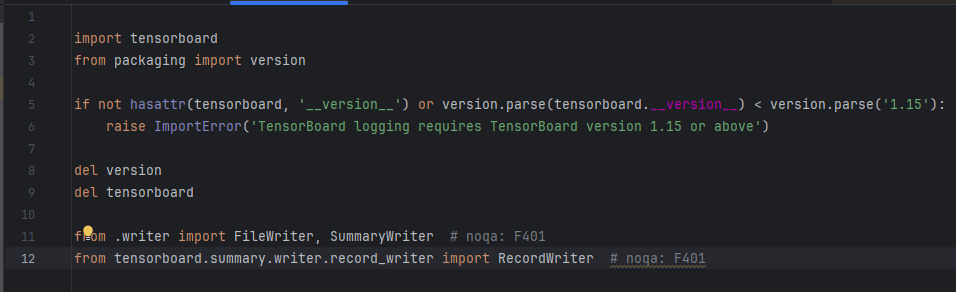 1
2 import tensorboard
3 from packaging import version
4
5 if not hasattr(tensorboard, '__version__') or version.parse(tensorboard.__version__) < version.parse('1.15'):
6     raise ImportError('TensorBoard logging requires TensorBoard version 1.15 or above')
7
8 del version
9 del tensorboard
10
11 from .writer import FileWriter, SummaryWriter  # noqa: F401
12 from tensorboard.summary.writer.record_writer import RecordWriter  # noqa: F401